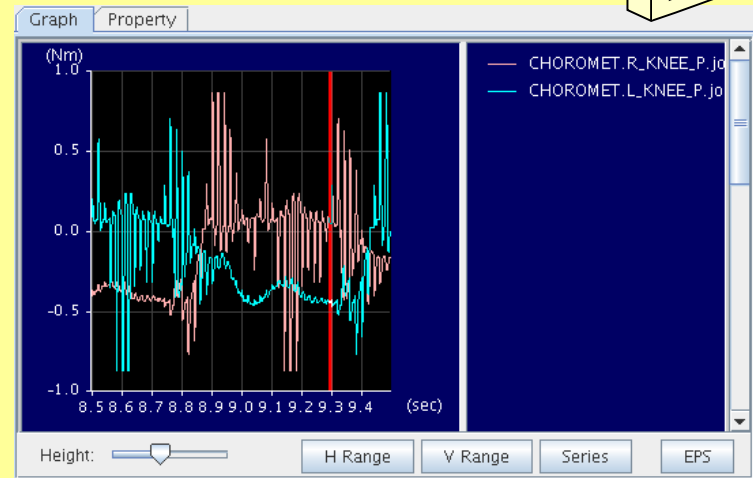 Graph Property
(Nm)
1.0
CHOROMET.R_KNEE_P.jo
CHOROMET.L_KNEE_P.jo
0.5
0.0
-0.5
-1.0
8.5 8.6 8.7 8.8 8.9 9.0 9.1 9.2 9.3 9.4 (sec)
Height: H Range V Range Series EPS